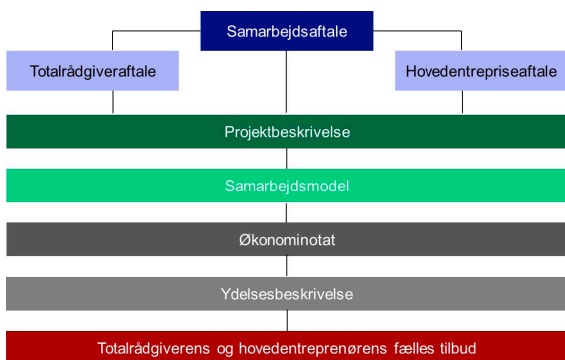 Samarbejdsaftale
Totalrådgiveraftale
Hovedentrepriseaftale
Projektbeskrivelse
Samarbejdsmodel
Økonominotat
Ydelsesbeskrivelse
Totalrådgiverens og hovedentreprenørens fælles tilbud